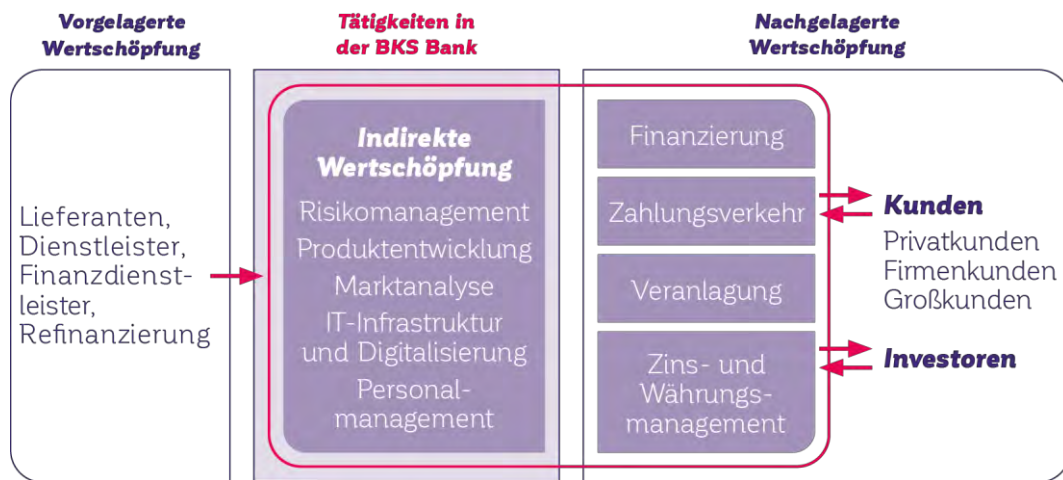 Vorgelagerte
Wertschöpfung
Tätigkeiten in
der BKS Bank
Nachgelagerte
Wertschöpfung
Lieferanten,
Dienstleister,
Finanzdienst-
leister,
Refinanzierung
Indirekte
Wertschöpfung
Risikomanagement
Produktentwicklung
Marktanalyse
IT-Infrastruktur
und Digitalisierung
Personal-
management
Finanzierung
Zahlungsverkehr
Veranlagung
Zins- und
Währungs-
management
Kunden
Privatkunden
Firmenkunden
Großkunden
Investoren